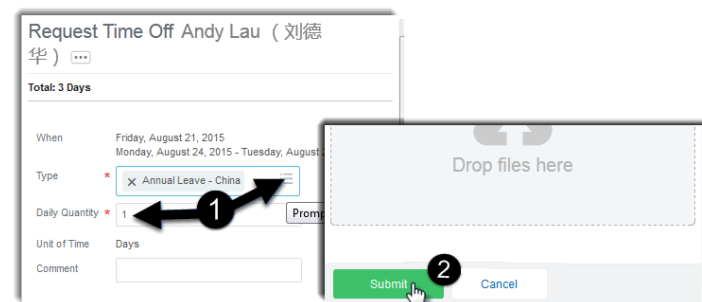 Request Time Off Andy Lau （刘德
华）
Total: 3 Days
When
Friday, August 21, 2015
Monday, August 24, 2015 - Tuesday, August
Type * × Annual Leave - China
Daily Quantity * 1
1
Unit of Time Days
Comment
Drop files here
2
Submit Cancel